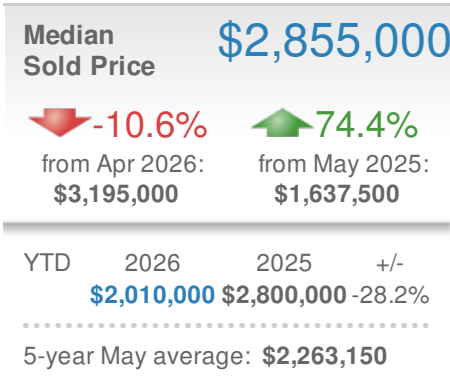 Median $2,855,000
Sold Price
-10.6% 74.4%
from Apr 2026: from May 2025:
$3,195,000 $1,637,500
YTD 2026 2025 +/-
$2,010,000 $2,800,000 -28.2%
5-year May average: $2,263,150